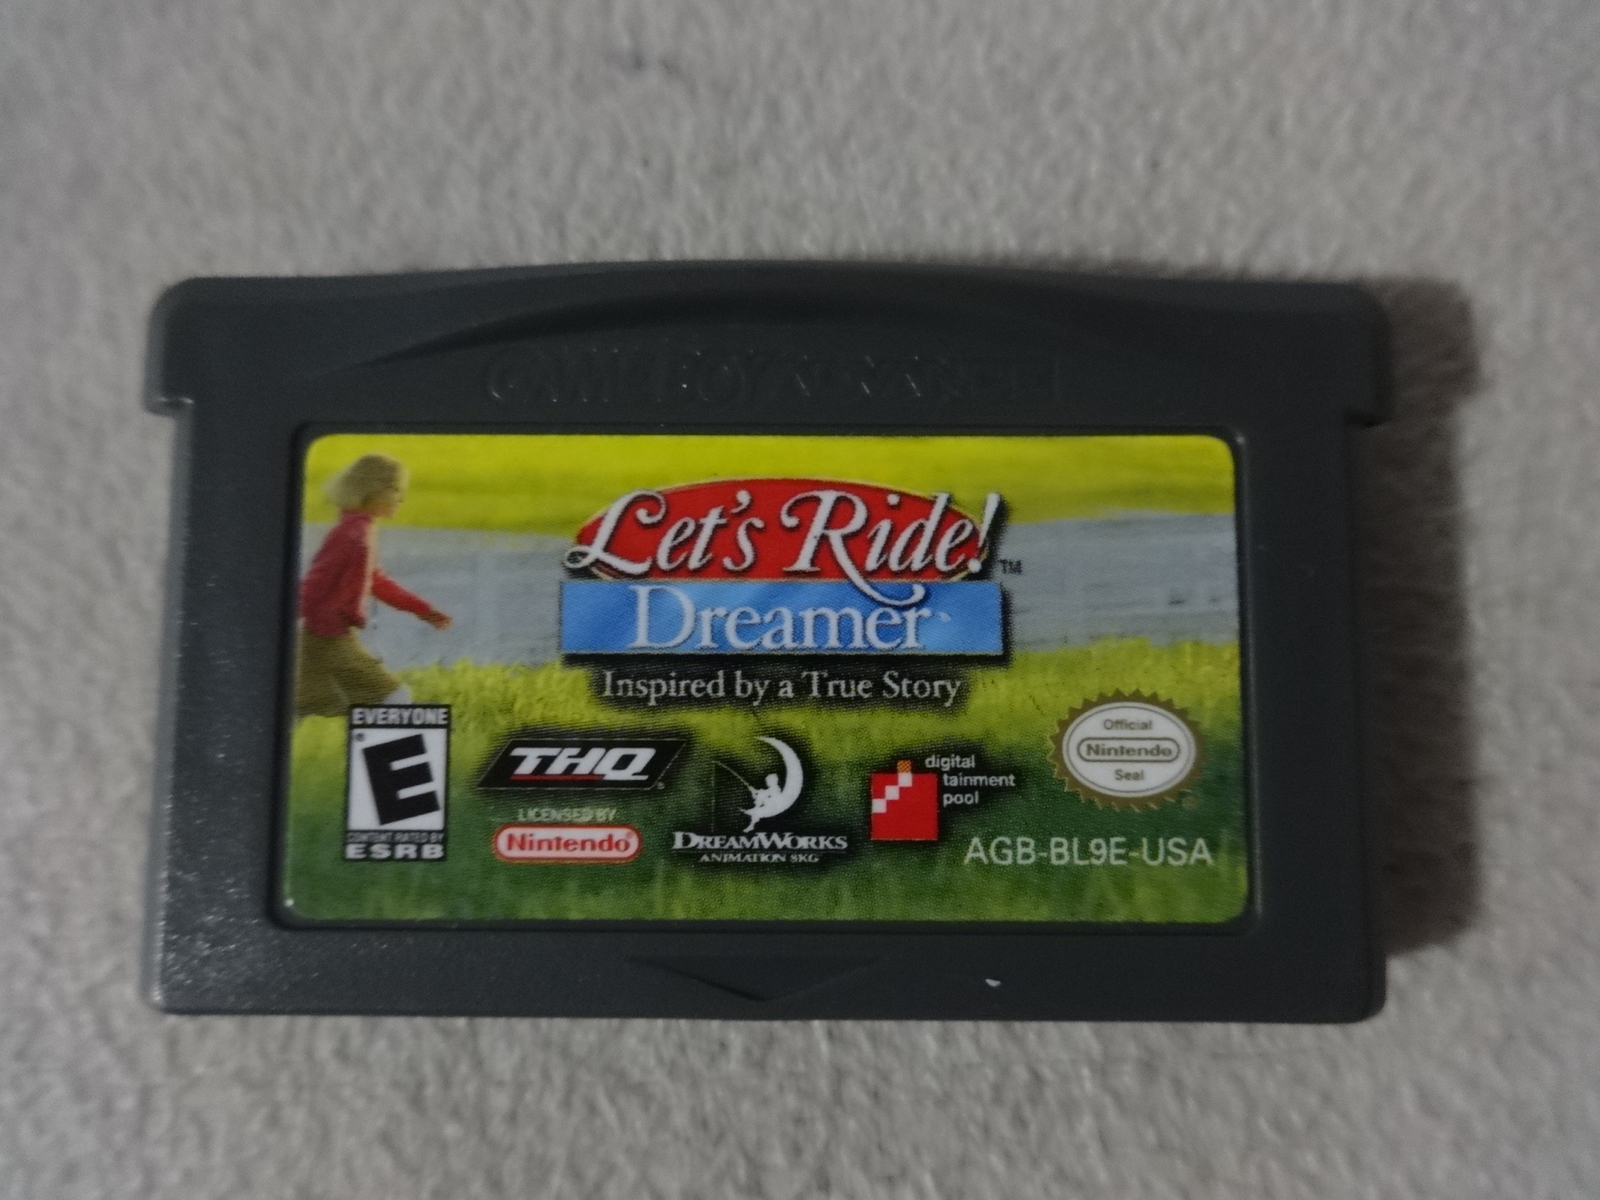 GAME BOY ADVANCE
Let's Ride!™
Dreamer™
Inspired by a True Story
EVERYONE
E
CONTENT RATED BY
ESRB
THQ
LICENSED BY
Nintendo®
DREAMWORKS
ANIMATION SKG
digital
tainment
pool
Official
Nintendo
Seal
AGB-BL9E-USA